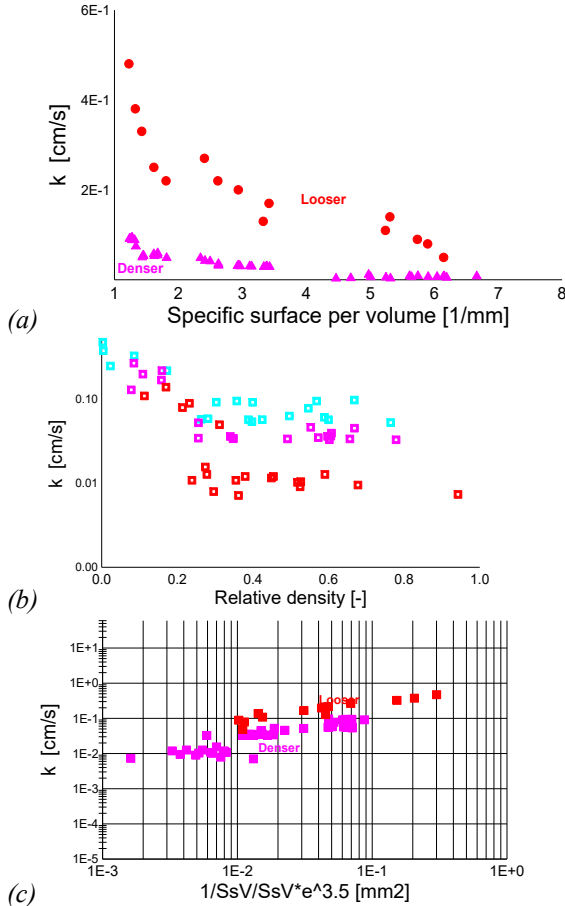 6E-1
4E-1
2E-1
k [cm/s]
Looser
Denser
1 2 3 4 5 6 7 8
Specific surface per volume [1/mm]
(a)
0.10
0.01
0.00
k [cm/s]
0.0 0.2 0.4 0.6 0.8 1.0
Relative density [-]
(b)
1E+1
1E+0
1E-1
1E-2
1E-3
1E-4
1E-5
k [cm/s]
Looser
Denser
1E-3 1E-2 1E-1 1E+0
1/SsV/SsV*e^3.5 [mm2]
(c)